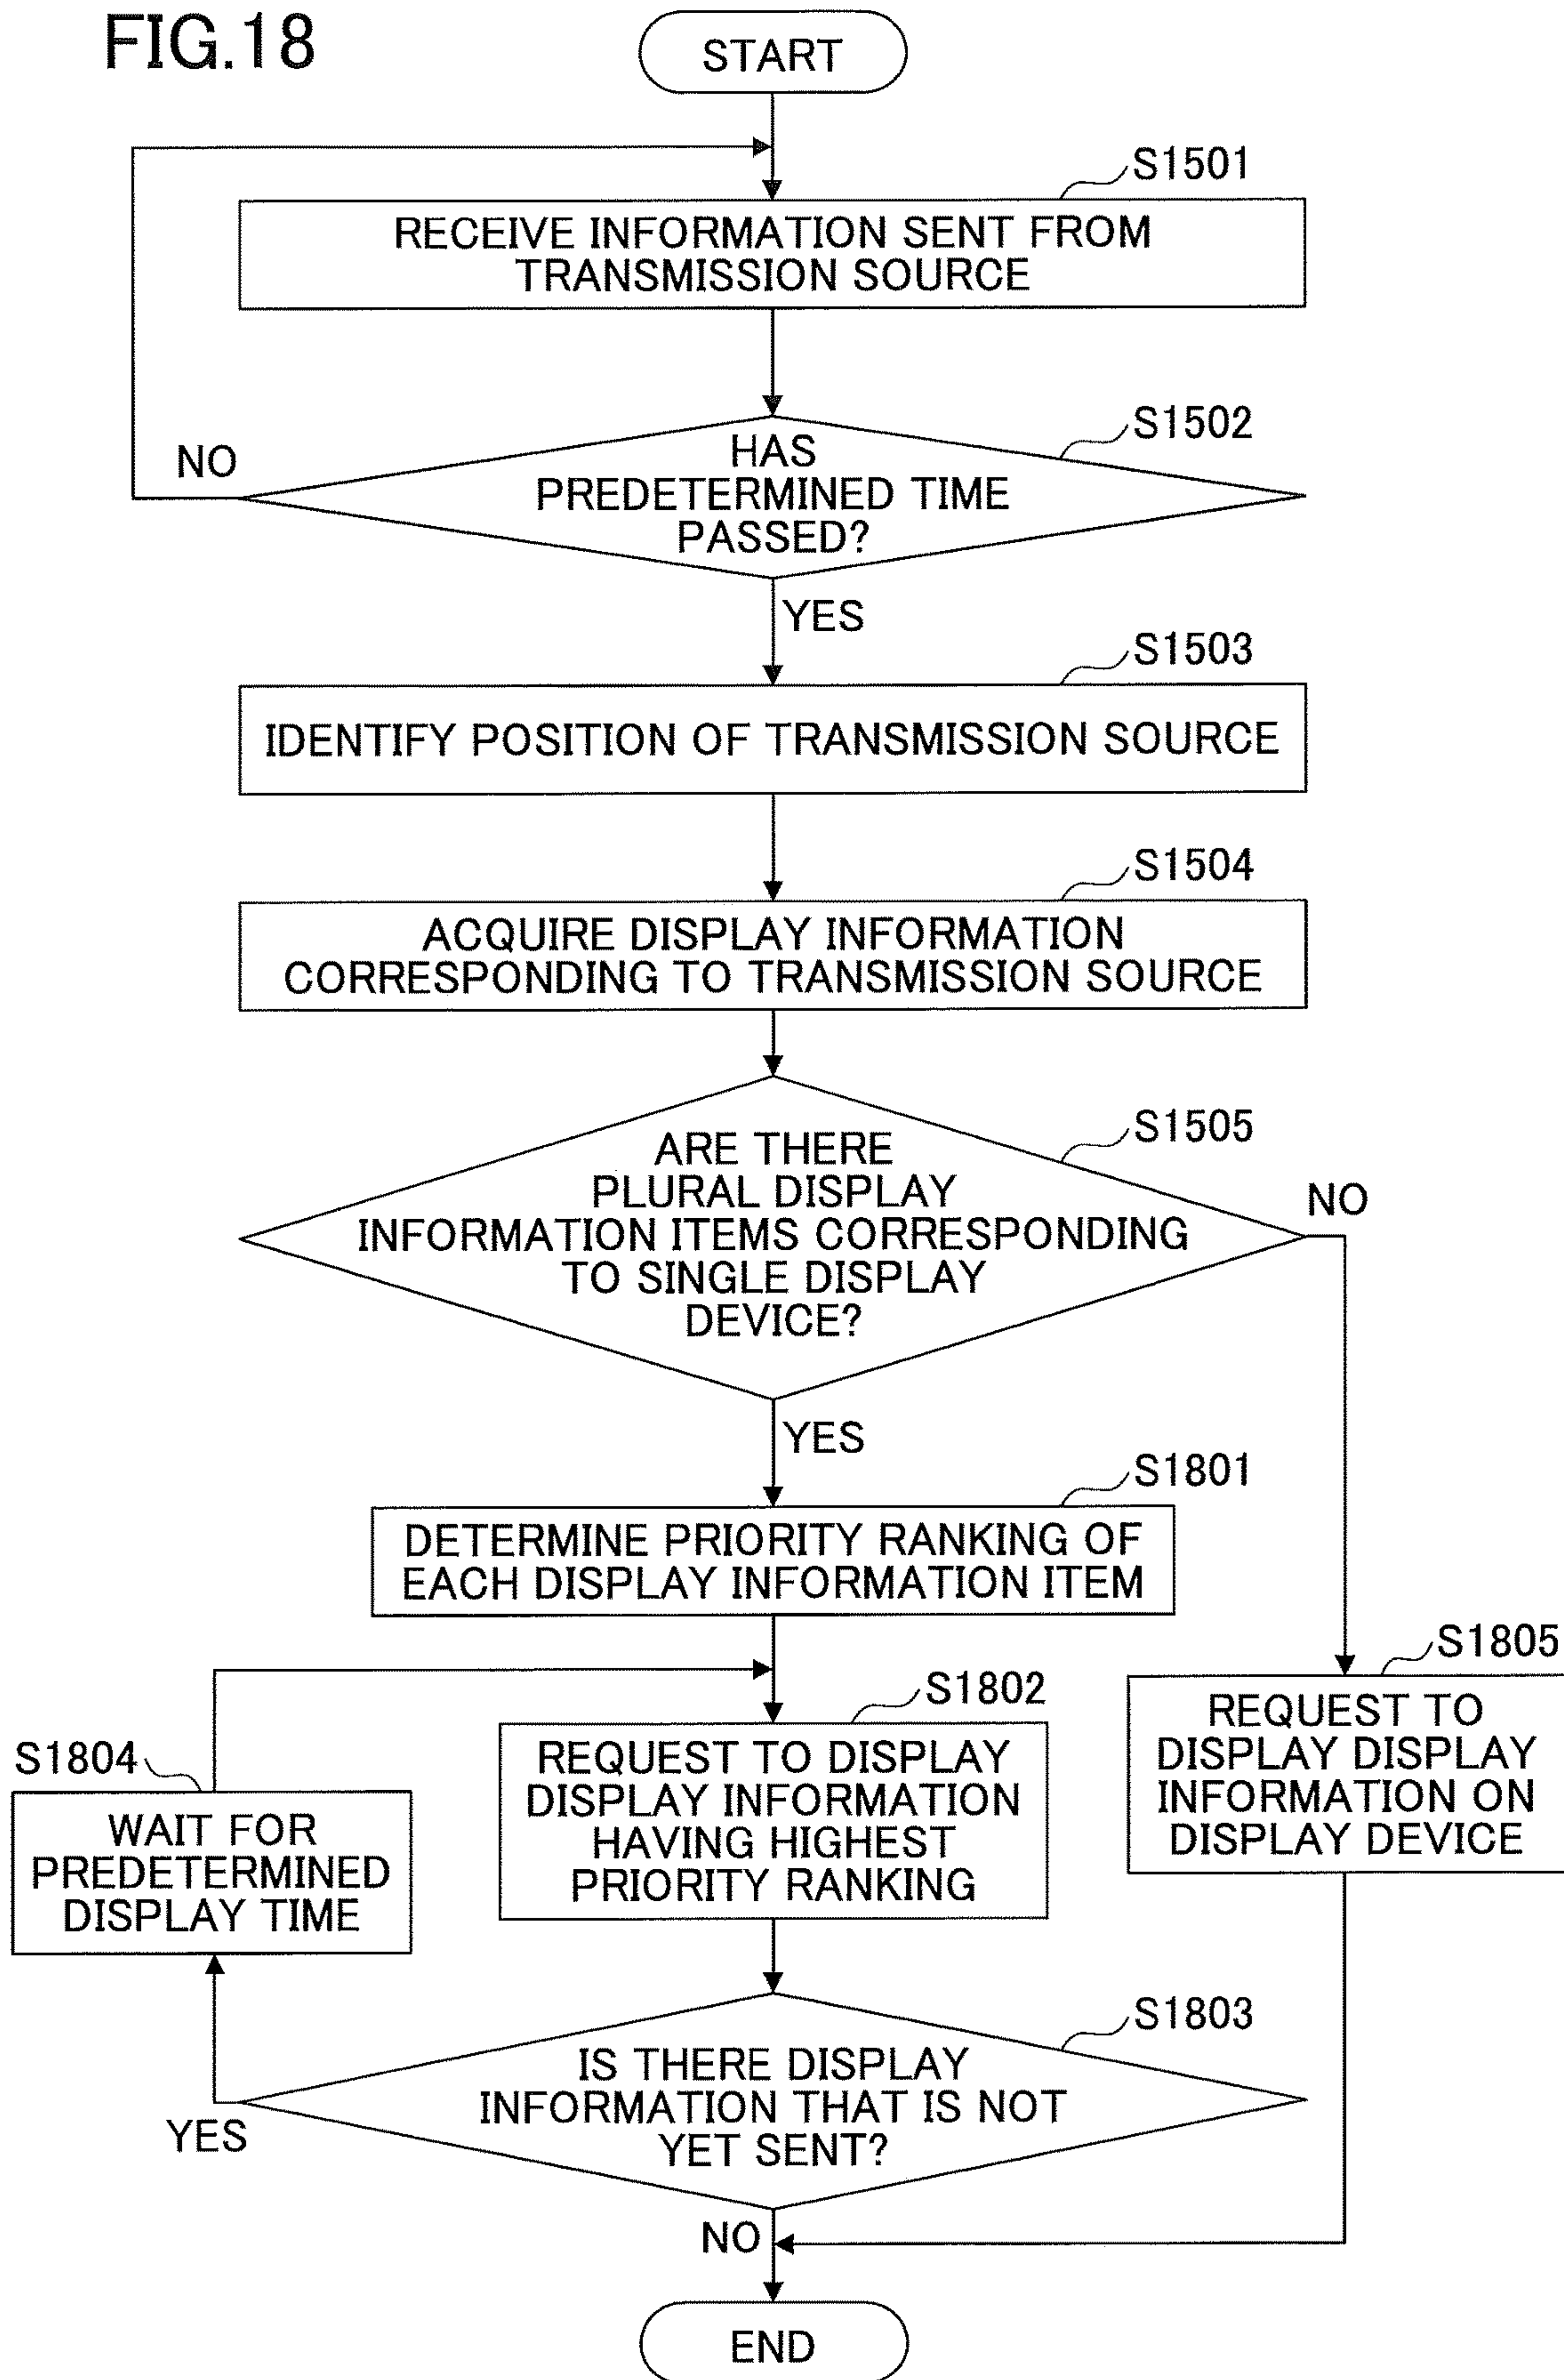 FIG.18
START
S1501
RECEIVE INFORMATION SENT FROM
TRANSMISSION SOURCE
S1502
NO
HAS
PREDETERMINED TIME
PASSED?
YES
S1503
IDENTIFY POSITION OF TRANSMISSION SOURCE
S1504
ACQUIRE DISPLAY INFORMATION
CORRESPONDING TO TRANSMISSION SOURCE
S1505
ARE THERE
PLURAL DISPLAY
INFORMATION ITEMS CORRESPONDING
TO SINGLE DISPLAY
DEVICE?
NO
YES
S1801
DETERMINE PRIORITY RANKING OF
EACH DISPLAY INFORMATION ITEM
S1802
REQUEST TO DISPLAY
DISPLAY INFORMATION
HAVING HIGHEST
PRIORITY RANKING
S1805
REQUEST TO
DISPLAY DISPLAY
INFORMATION ON
DISPLAY DEVICE
S1804
WAIT FOR
PREDETERMINED
DISPLAY TIME
S1803
IS THERE DISPLAY
INFORMATION THAT IS NOT
YET SENT?
YES
NO
END